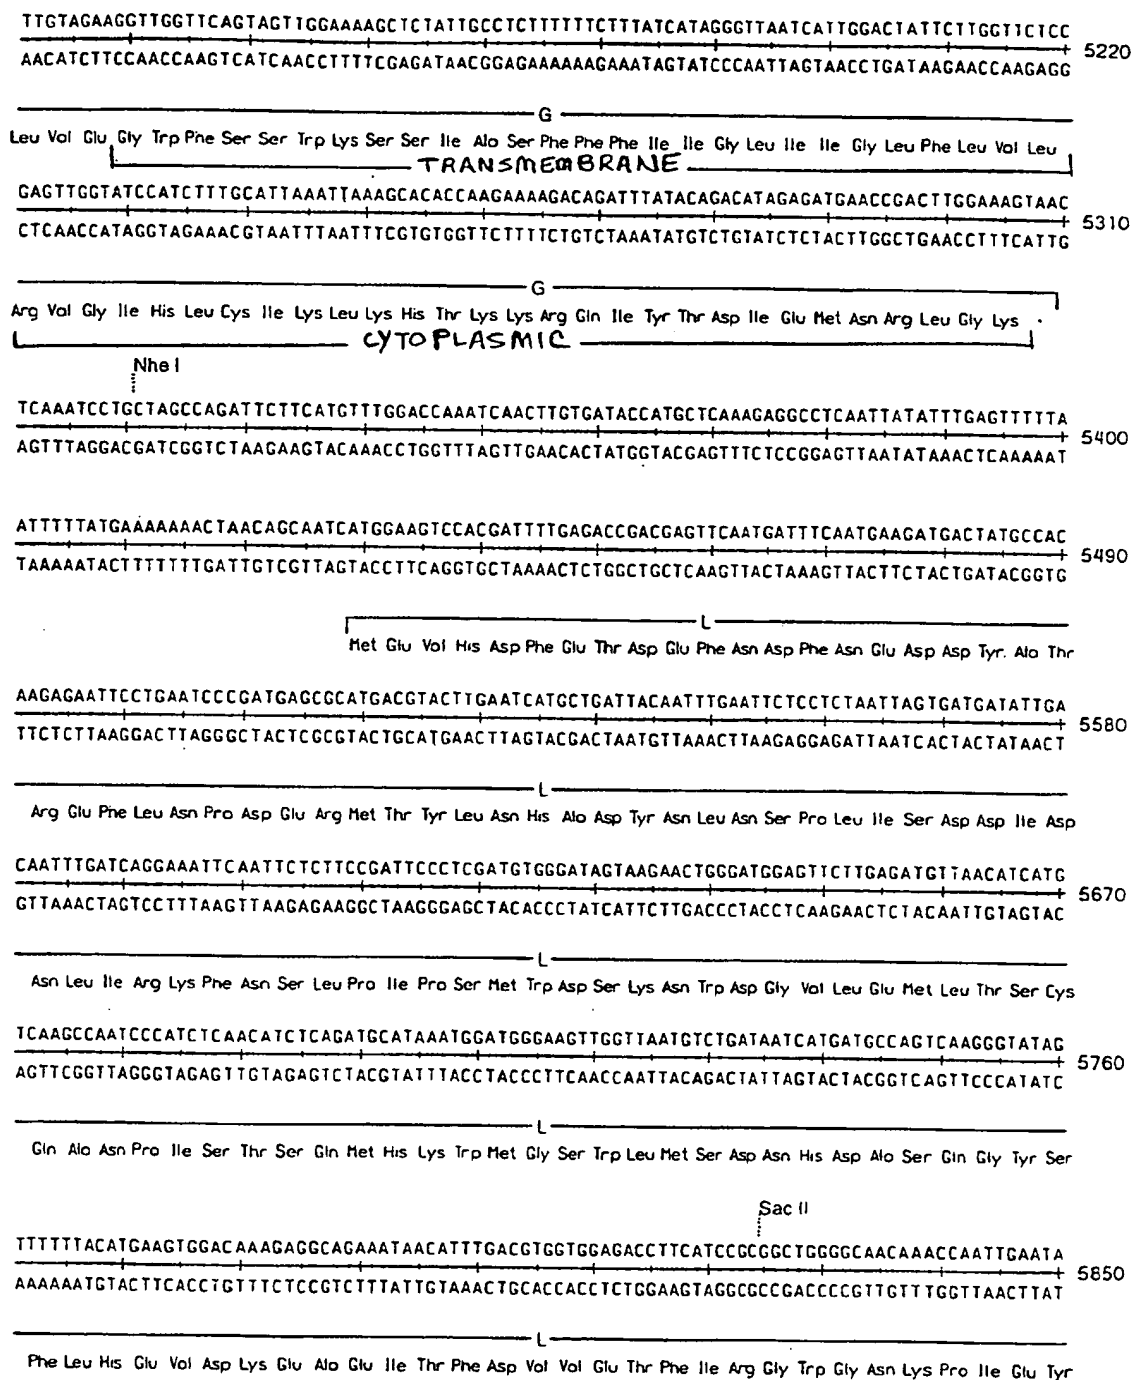 TTGTAGAAGGTTGGTTCAGTAGTTGGAAAAGCTCTATTGCCTCTTTTTTCTTTATCATAGGGTTAATCATTGGACTATTCTTGGTTCTCC
5220
AACATCTTCCAACCAAGTCATCAACCTTTTCGAGATAACGGAGAAAAAAGAAATAGTATCCCAATTAGTAACCTGATAAGAACCAAGAGG
G
Leu Val Glu Gly Trp Phe Ser Ser Trp Lys Ser Ser Ile Ala Ser Phe Phe Phe Ile Ile Gly Leu Ile Ile Gly Leu Phe Leu Val Leu
TRANSMEMBRANE
GAGTTGGTATCCATCTTTGCATTAAATTAAAGCACACCAAGAAAAGACAGATTTATACAGACATAGAGATGAACCGACTTGGAAAGTAAC
5310
CTCAACCATAGGTAGAAACGTAATTTAATTTCGTGTGGTTCTTTTCTGTCTAAATATGTCTGTATCTCTACTTGGCTGAACCTTTCATTG
G
Arg Val Gly Ile His Leu Cys Ile Lys Leu Lys His Thr Lys Lys Arg Gln Ile Tyr Thr Asp Ile Glu Met Asn Arg Leu Gly Lys .
CYTOPLASMIC
Nhe I
TCAAATCCTGCTAGCCAGATTCTTCATGTTTGGACCAAATCAACTTGTGATACCATGCTCAAAGAGGCCTCAATTATATTTGAGTTTTTA
5400
AGTTTAGGACGATCGGTCTAAGAAGTACAAACCTGGTTTAGTTGAACACTATGGTACGAGTTTCTCCGGAGTTAATATAAACTCAAAAAT
ATTTTTATGAAAAAAACTAACAGCAATCATGGAAGTCCACGATTTTGAGACCGACGAGTTCAATGATTTCAATGAAGATGACTATGCCAC
5490
TAAAAATACTTTTTTTGATTGTCGTTAGTACCTTCAGGTGCTAAAACTCTGGCTGCTCAAGTTACTAAAGTTACTTCTACTGATACGGTG
L
Met Glu Val His Asp Phe Glu Thr Asp Glu Phe Asn Asp Phe Asn Glu Asp Asp Tyr Ala Thr
AAGAGAATTCCTGAATCCCGATGAGCGCATGACGTACTTGAATCATGCTGATTACAATTTGAATTCTCCTCTAATTAGTGATGATATTGA
5580
TTCTCTTAAGGACTTAGGGCTACTCGCGTACTGCATGAACTTAGTACGACTAATGTTAAACTTAAGAGGAGATTAATCACTACTATAACT
L
Arg Glu Phe Leu Asn Pro Asp Glu Arg Met Thr Tyr Leu Asn His Ala Asp Tyr Asn Leu Asn Ser Pro Leu Ile Ser Asp Asp Ile Asp
CAATTTGATCAGGAAATTCAATTCTCTTCCGATTCCCTCGATGTGGGATAGTAAGAACTGGGATGGAGTTCTTGAGATGTTAACATCATG
5670
GTTAAACTAGTCCTTTAAGTTAAGAGAAGGCTAAGGGAGCTACACCCTATCATTCTTGACCCTACCTCAAGAACTCTACAATTGTAGTAC
L
Asn Leu Ile Arg Lys Phe Asn Ser Leu Pro Ile Pro Ser Met Trp Asp Ser Lys Asn Trp Asp Gly Val Leu Glu Met Leu Thr Ser Cys
TCAAGCCAATCCCATCTCAACATCTCAGATGCATAAATGGATGGGAAGTTGGTTAATGTCTGATAATCATGATGCCAGTCAAGGGTATAG
5760
AGTTCGGTTAGGGTAGAGTTGTAGAGTCTACGTATTTACCTACCCTTCAACCAATTACAGACTATTAGTACTACGGTCAGTTCCCATATC
L
Gln Ala Asn Pro Ile Ser Thr Ser Gln Met His Lys Trp Met Gly Ser Trp Leu Met Ser Asp Asn His Asp Ala Ser Gln Gly Tyr Ser
Sac II
TTTTTTACATGAAGTGGACAAAGAGGCAGAAATAACATTTGACGTGGTGGAGACCTTCATCCGCGGCTGGGGCAACAAACCAATTGAATA
5850
AAAAAATGTACTTCACCTGTTTCTCCGTCTTTATTGTAAACTGCACCACCTCTGGAAGTAGGCGCCGACCCCGTTGTTTGGTTAACTTAT
L
Phe Leu His Glu Val Asp Lys Glu Ala Glu Ile Thr Phe Asp Val Val Glu Thr Phe Ile Arg Gly Trp Gly Asn Lys Pro Ile Glu Tyr